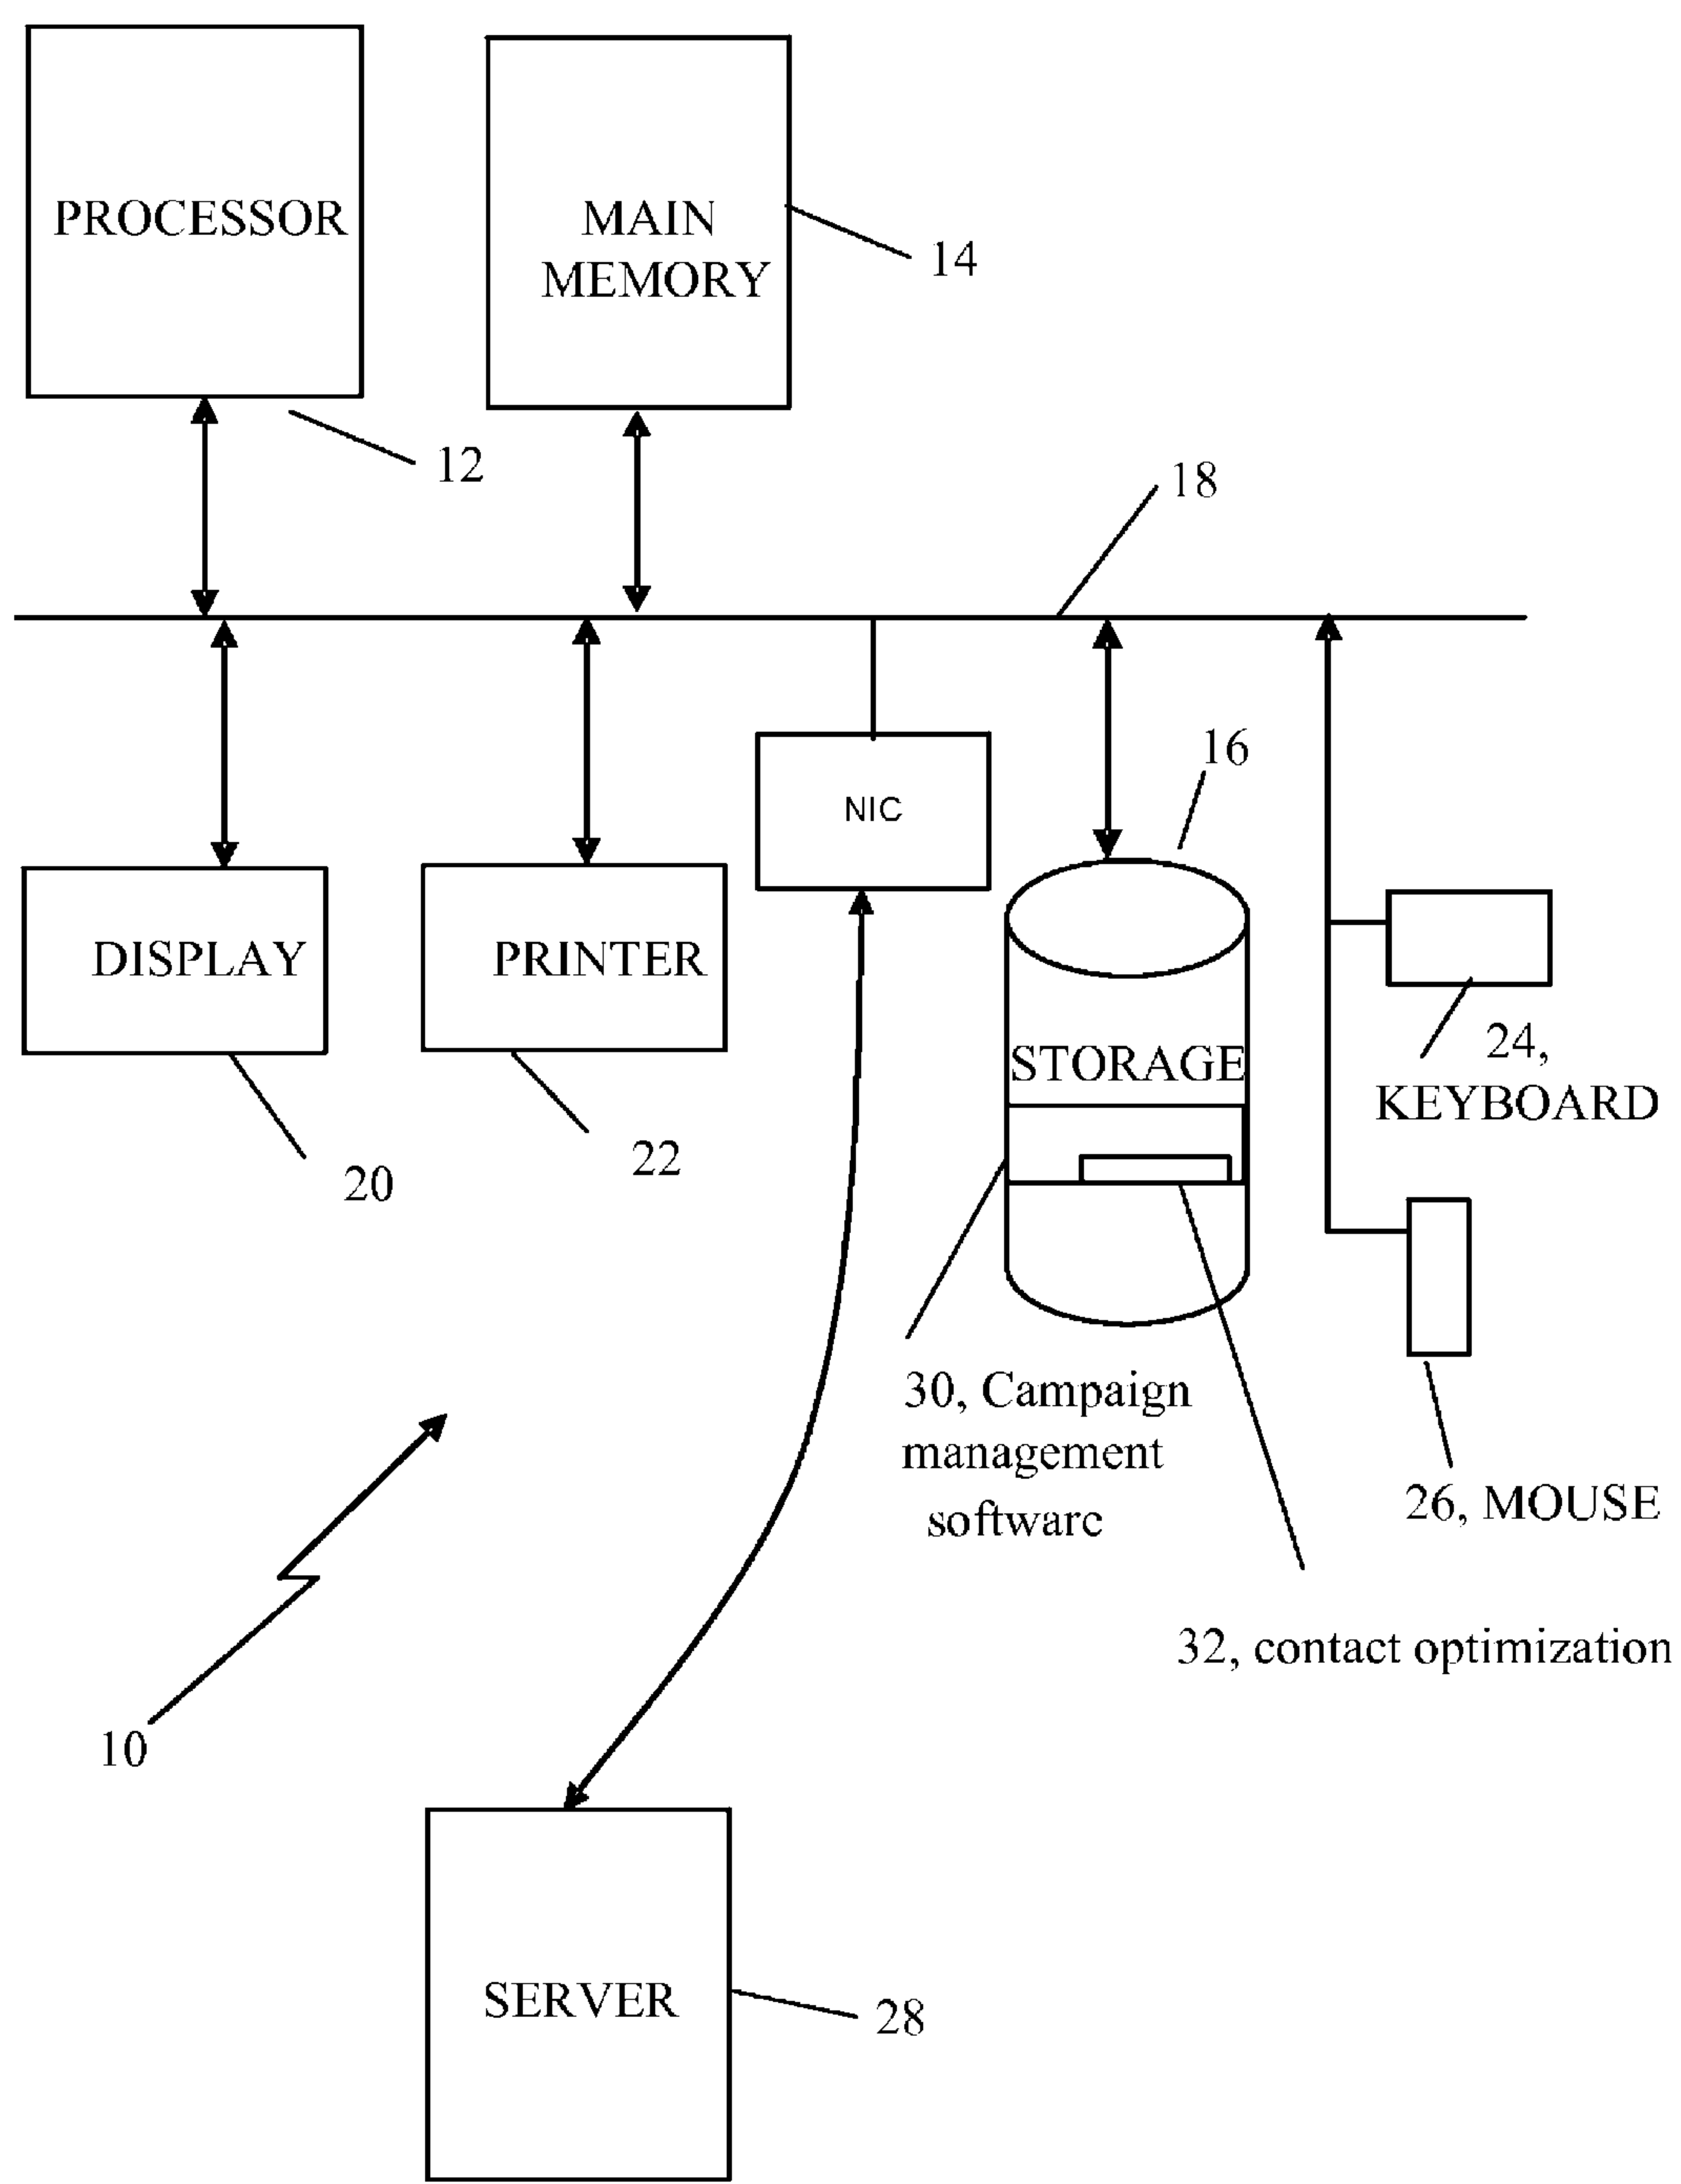 PROCESSOR
MAIN
MEMORY
14
12
18
16
NIC
DISPLAY
PRINTER
STORAGE
24,
KEYBOARD
20
22
30, Campaign
management
software
26, MOUSE
32, contact optimization
10
SERVER
28